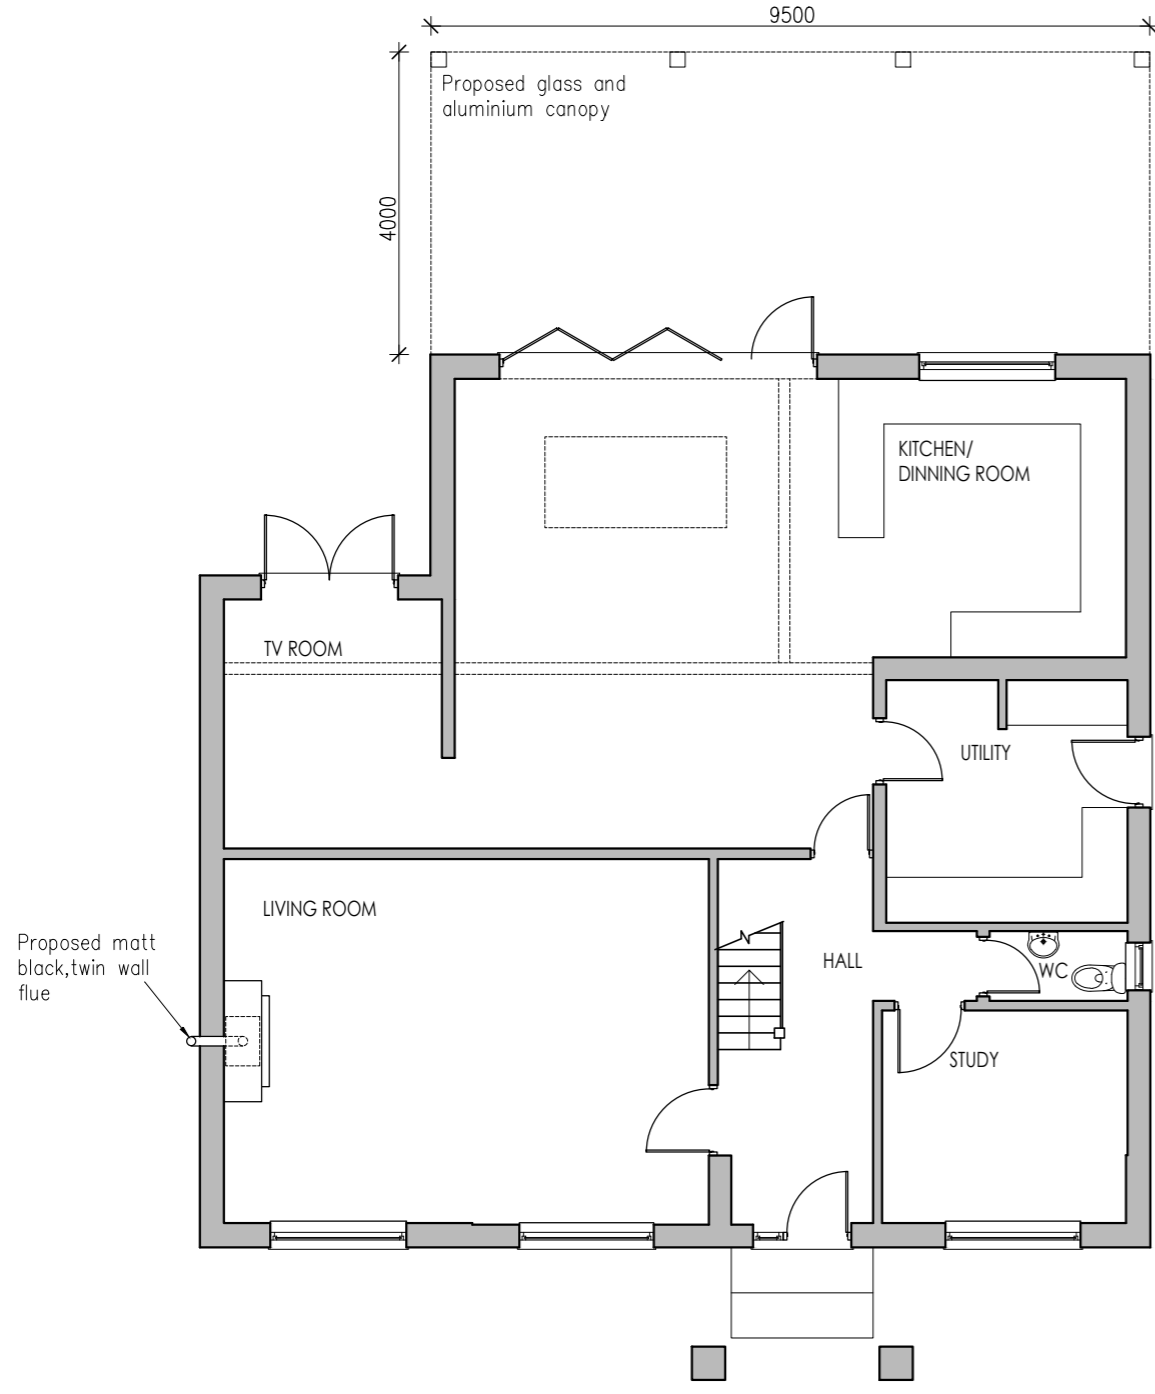 9500
Proposed glass and
aluminium canopy
4000
KITCHEN/
DINNING ROOM
TV ROOM
UTILITY
LIVING ROOM
Proposed matt
black,twin wall
flue
HALL
WC
STUDY